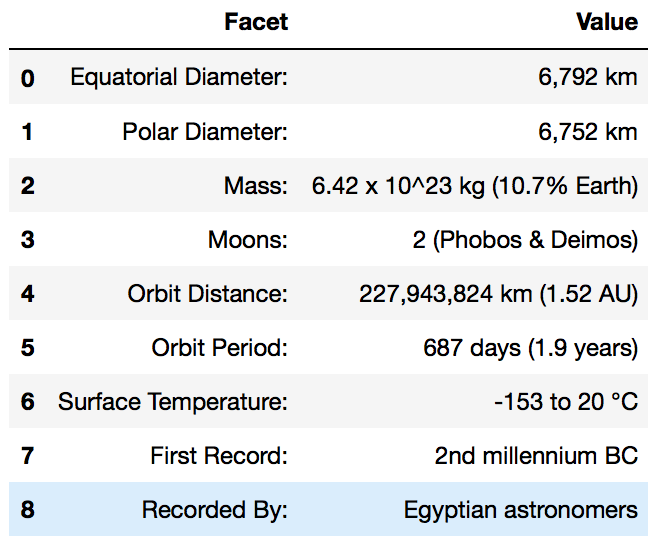 Facet Value
0 Equatorial Diameter: 6,792 km
1 Polar Diameter: 6,752 km
2 Mass: 6.42 x 10^23 kg (10.7% Earth)
3 Moons: 2 (Phobos & Deimos)
4 Orbit Distance: 227,943,824 km (1.52 AU)
5 Orbit Period: 687 days (1.9 years)
6 Surface Temperature: -153 to 20 °C
7 First Record: 2nd millennium BC
8 Recorded By: Egyptian astronomers